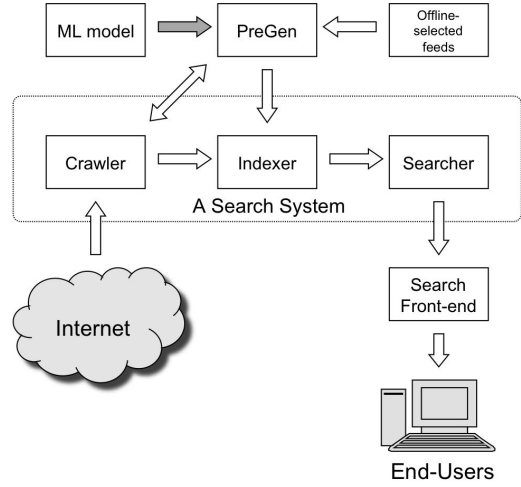 ML model
PreGen
Offline-
selected
feeds
Crawler
Indexer
Searcher
A Search System
Internet
Search
Front-end
End-Users